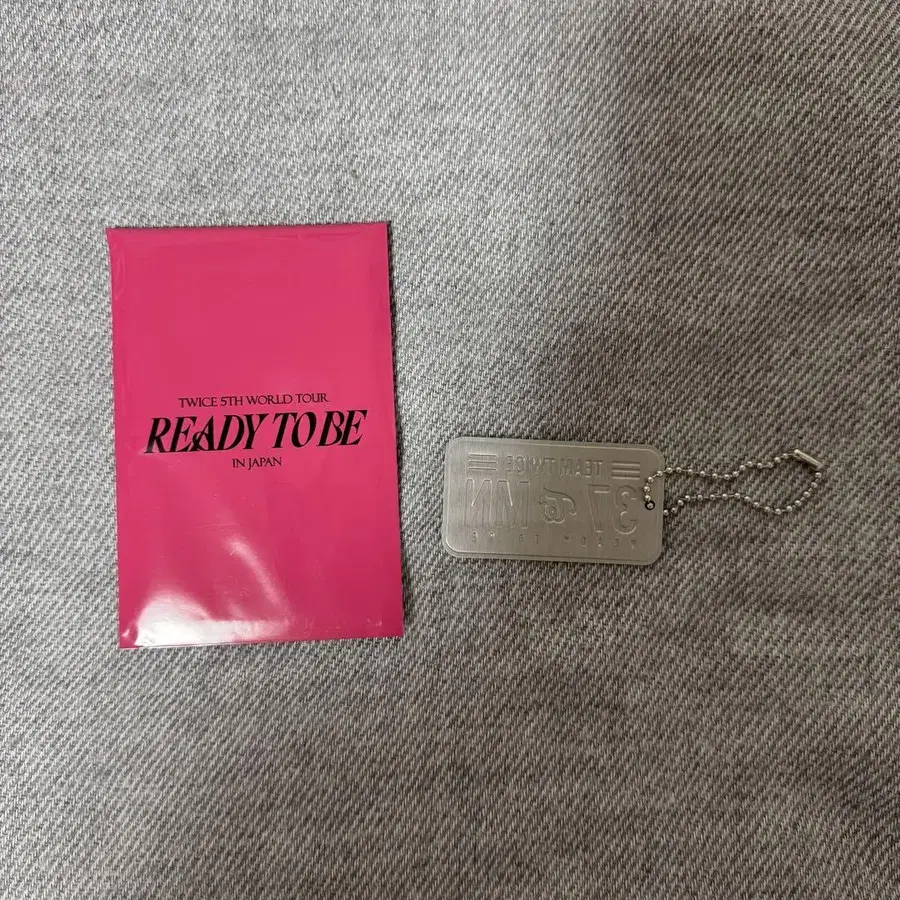 TWICE 5TH WORLD TOUR
READY TO BE
IN JAPAN
TEAM TWICE